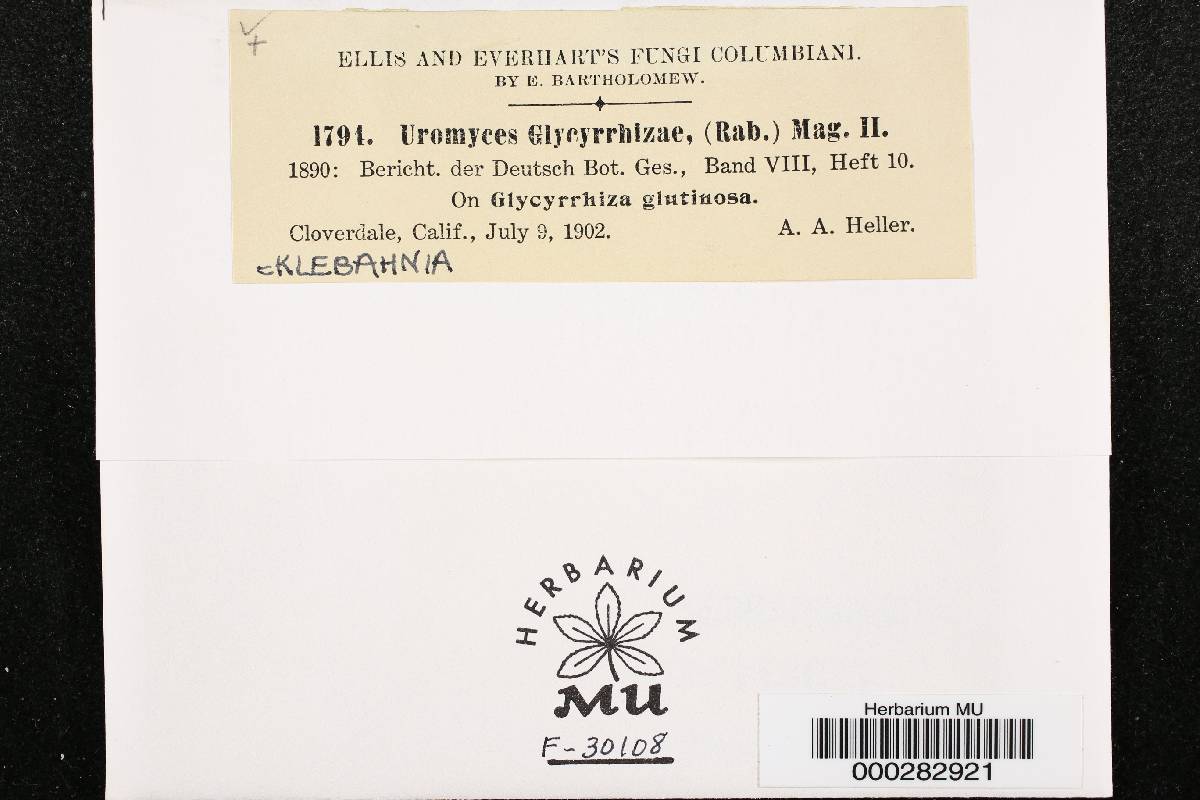 ELLIS AND EVERHART'S FUNGI COLUMBIANI.
BY E. BARTHOLOMEW.
1794. Uromyces Glycyrrhizae, (Rab.) Mag. II.
1890: Bericht. der Deutsch Bot. Ges., Band VIII, Heft 10.
On Glycyrrhiza glutinosa.
Cloverdale, Calif., July 9, 1902. A. A. Heller.
KLEBAHNIA
HERBARIUM
MU
F-30108
Herbarium MU
000282921